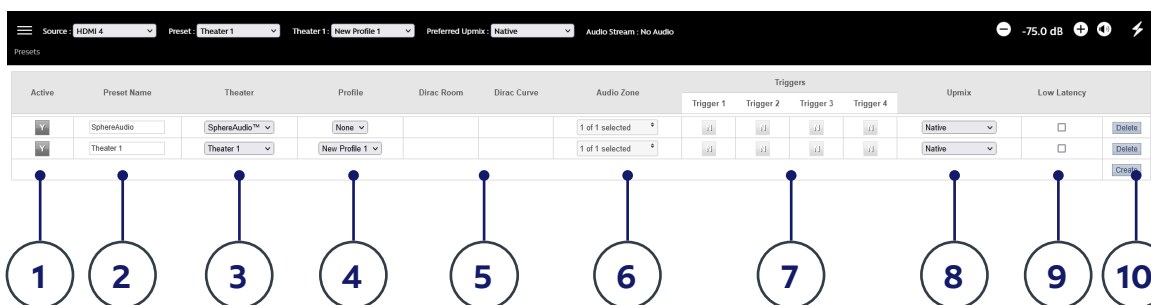 Source : HDMI 4 Preset : Theater 1 Theater 1 : New Profile 1 Preferred Upmix : Native Audio Stream : No Audio -75.0 dB
Presets
Active Preset Name Theater Profile Dirac Room Dirac Curve Audio Zone Triggers Upmix Low Latency
Trigger 1 Trigger 2 Trigger 3 Trigger 4
Y SphereAudio SphereAudio™ None 1 of 1 selected N N N N Native Delete
Y Theater 1 Theater 1 New Profile 1 1 of 1 selected N N N N Native Delete
Create
1 2 3 4 5 6 7 8 9 10